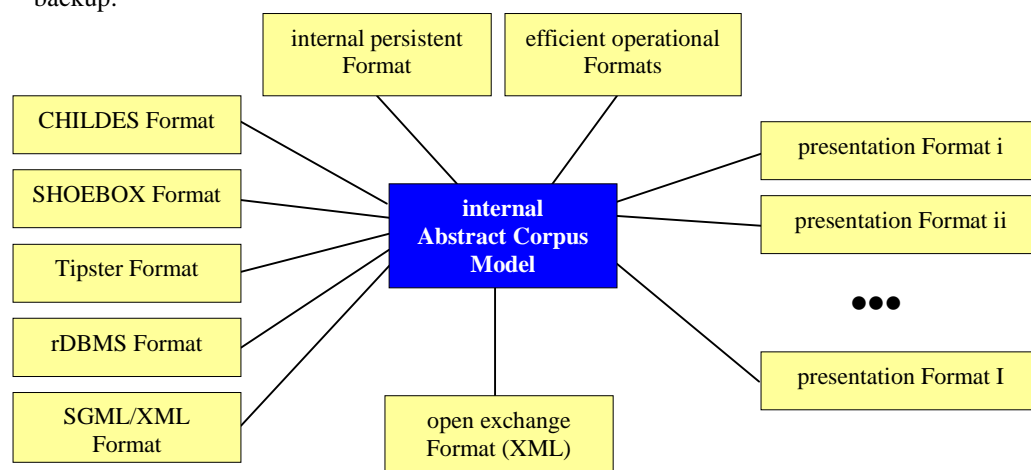 backup.
internal persistent
Format
efficient operational
Formats
CHILDES Format
SHOEBOX Format
Tipster Format
rDBMS Format
SGML/XML
Format
internal
Abstract Corpus
Model
open exchange
Format (XML)
presentation Format i
presentation Format ii
●●●
presentation Format I